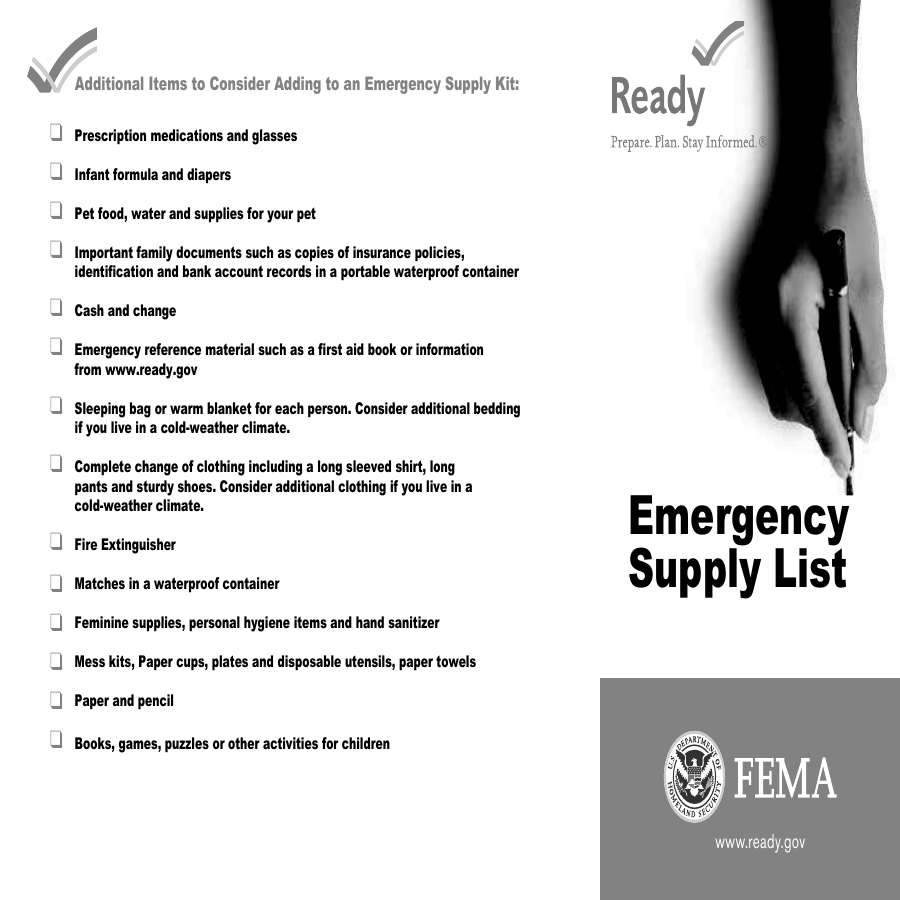 Additional Items to Consider Adding to an Emergency Supply Kit:
Prescription medications and glasses
Infant formula and diapers
Pet food, water and supplies for your pet
Important family documents such as copies of insurance policies,
identification and bank account records in a portable waterproof container
Cash and change
Emergency reference material such as a first aid book or information
from www.ready.gov
Sleeping bag or warm blanket for each person. Consider additional bedding
if you live in a cold-weather climate.
Complete change of clothing including a long sleeved shirt, long
pants and sturdy shoes. Consider additional clothing if you live in a
cold-weather climate.
Fire Extinguisher
Matches in a waterproof container
Feminine supplies, personal hygiene items and hand sanitizer
Mess kits, Paper cups, plates and disposable utensils, paper towels
Paper and pencil
Books, games, puzzles or other activities for children
Ready
Prepare. Plan. Stay Informed.®
Emergency
Supply List
U.S. DEPARTMENT OF
HOMELAND SECURITY
FEMA
www.ready.gov